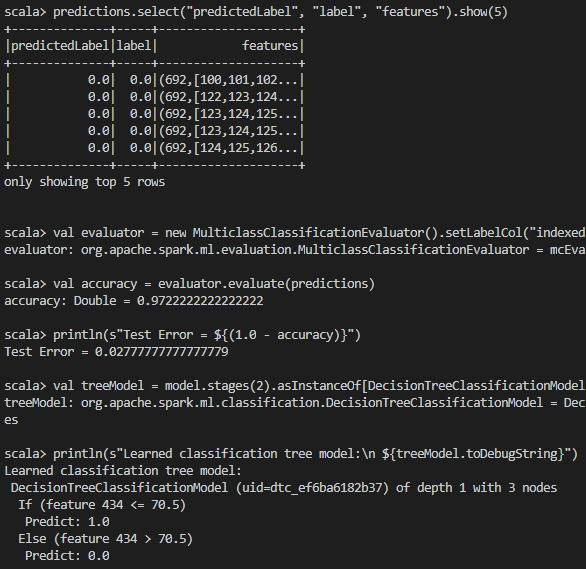 scala> predictions.select("predictedLabel", "label", "features").show(5)
+--------------+-----+--------------------+
|predictedLabel|label|            features|
+--------------+-----+--------------------+
|           0.0|  0.0|(692,[100,101,102...|
|           0.0|  0.0|(692,[122,123,124...|
|           0.0|  0.0|(692,[123,124,125...|
|           0.0|  0.0|(692,[123,124,125...|
|           0.0|  0.0|(692,[124,125,126...|
+--------------+-----+--------------------+
only showing top 5 rows
scala> val evaluator = new MulticlassClassificationEvaluator().setLabelCol("indexed
evaluator: org.apache.spark.ml.evaluation.MulticlassClassificationEvaluator = mcEva
scala> val accuracy = evaluator.evaluate(predictions)
accuracy: Double = 0.9722222222222222
scala> println(s"Test Error = ${(1.0 - accuracy)}")
Test Error = 0.02777777777777779
scala> val treeModel = model.stages(2).asInstanceOf[DecisionTreeClassificationModel
treeModel: org.apache.spark.ml.classification.DecisionTreeClassificationModel = Dec
es
scala> println(s"Learned classification tree model:\n ${treeModel.toDebugString}")
Learned classification tree model:
 DecisionTreeClassificationModel (uid=dtc_ef6ba6182b37) of depth 1 with 3 nodes
  If (feature 434 <= 70.5)
   Predict: 1.0
  Else (feature 434 > 70.5)
   Predict: 0.0